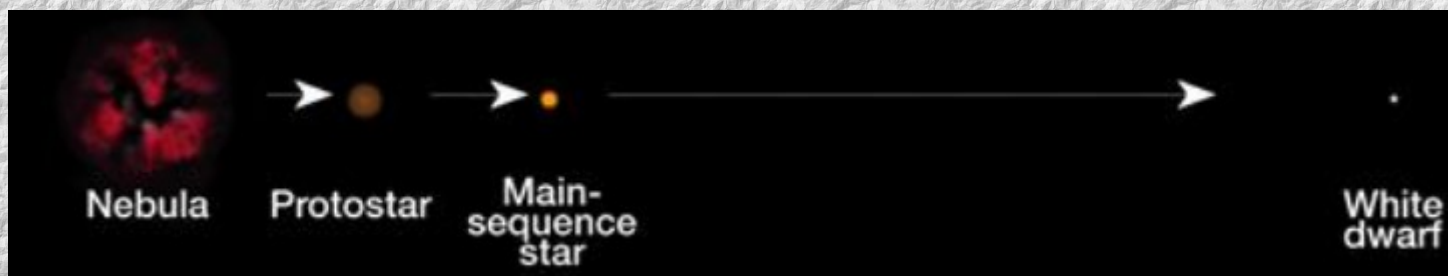 Nebula
Protostar
Main-
sequence
star
White
dwarf